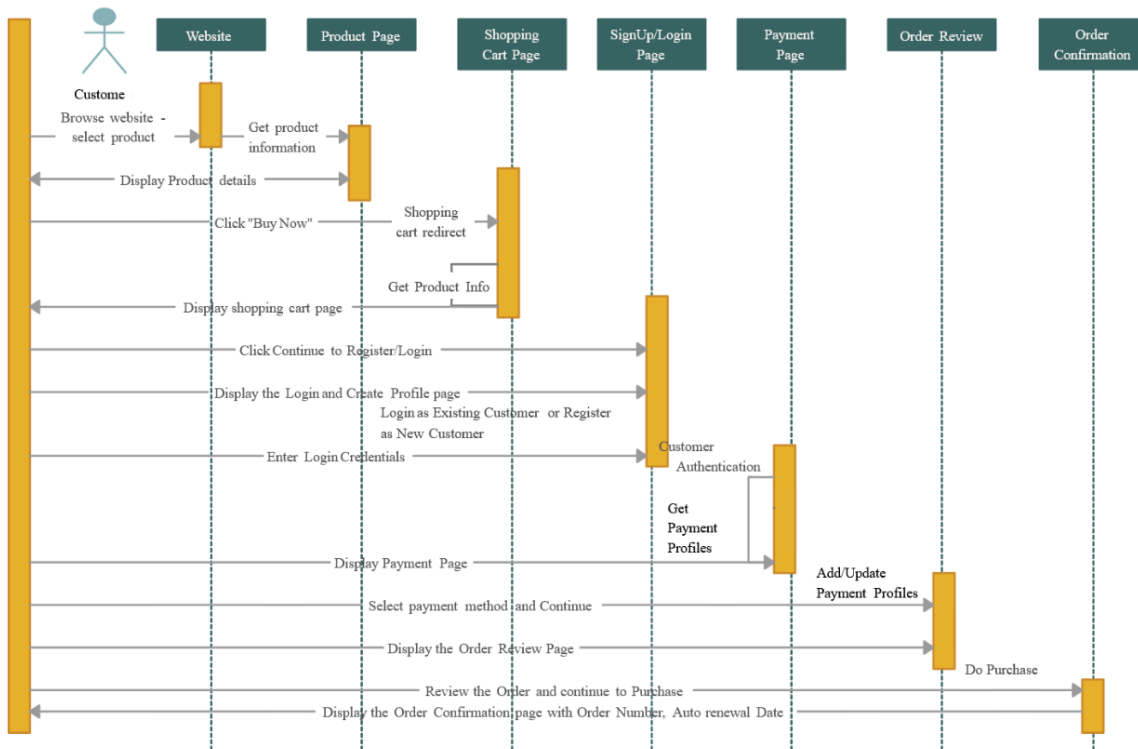 Website
Product Page
Shopping
Cart Page
SignUp/Login
Page
Payment
Page
Order Review
Order
Confirmation
Custome
Browse website -
select product
Get product
information
Display Product details
Click "Buy Now"
Shopping
cart redirect
Get Product Info
Display shopping cart page
Click Continue to Register/Login
Display the Login and Create Profile page
Login as Existing Customer or Register
as New Customer
Enter Login Credentials
Customer
Authentication
Get
Payment
Profiles
Display Payment Page
Add/Update
Payment Profiles
Select payment method and Continue
Display the Order Review Page
Do Purchase
Review the Order and continue to Purchase
Display the Order Confirmation page with Order Number, Auto renewal Date